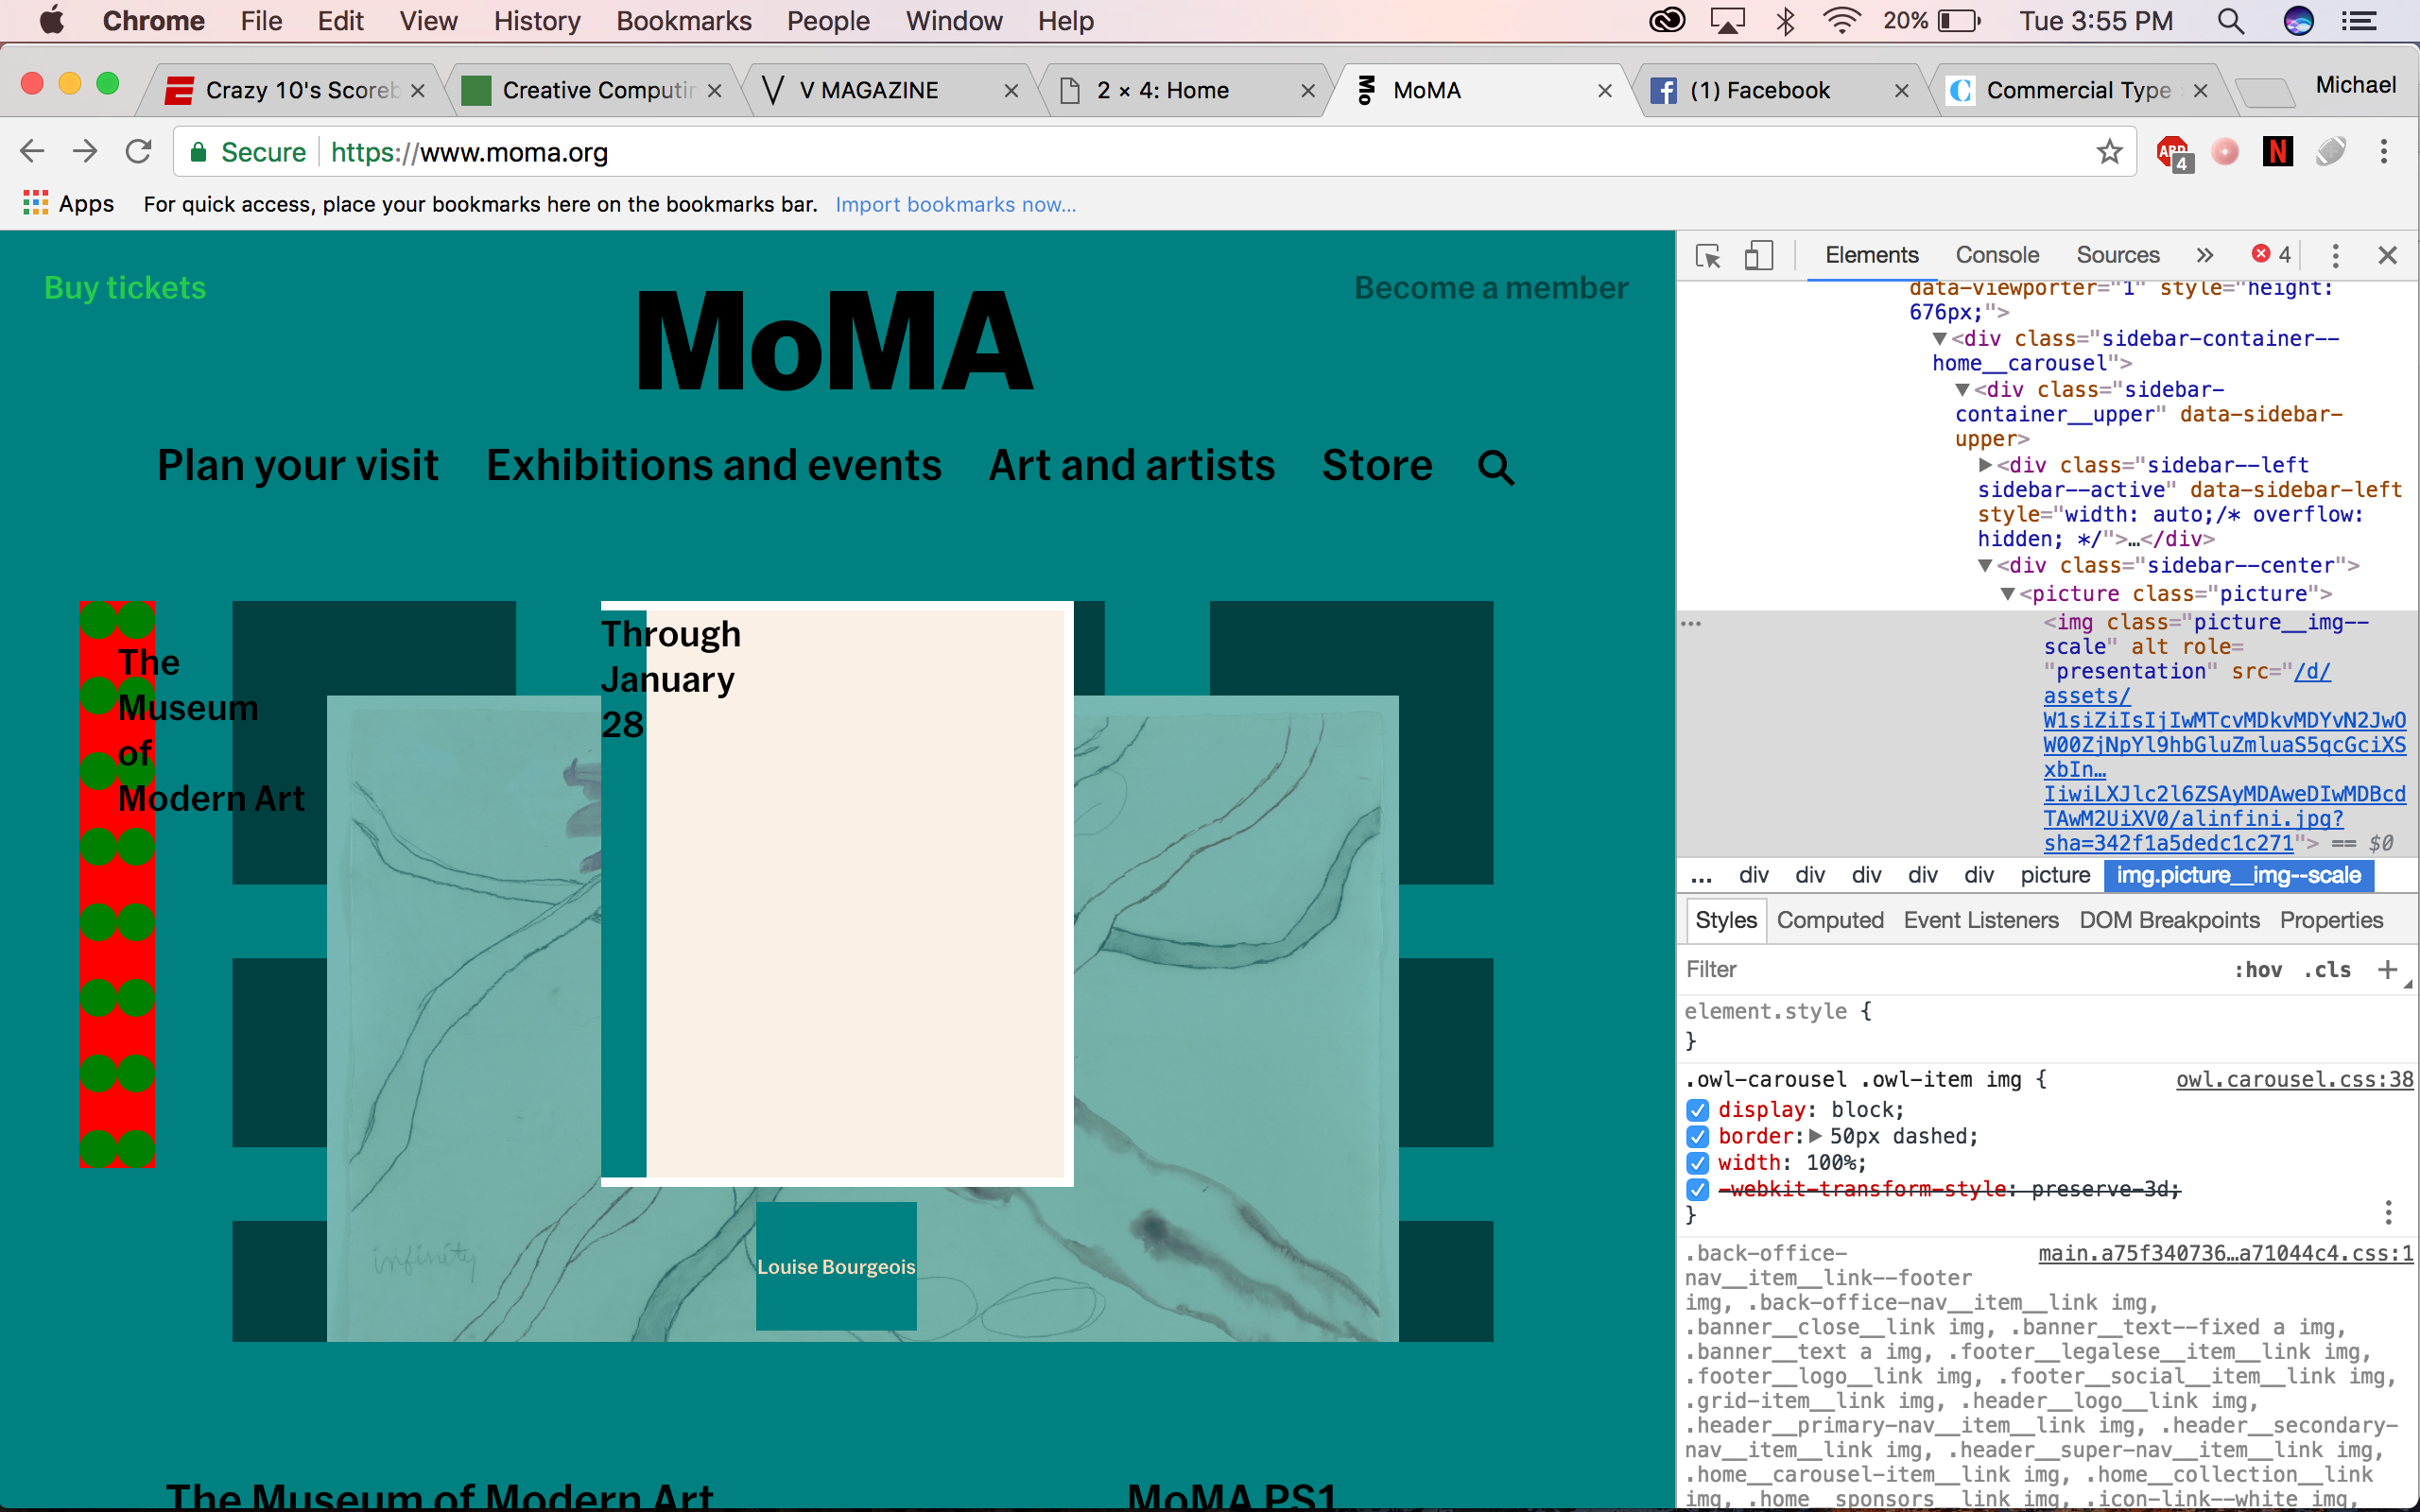 Chrome File Edit View History Bookmarks People Window Help 20% Tue 3:55 PM
Crazy 10's Scoreb Creative Computin V MAGAZINE 2 × 4: Home MoMA (1) Facebook Commercial Type Michael
Secure https://www.moma.org ABP 4 N
Apps For quick access, place your bookmarks here on the bookmarks bar. Import bookmarks now...
Buy tickets
MoMA
Become a member
Plan your visit Exhibitions and events Art and artists Store
The
Museum
of
Modern Art
Through
January
28
infinity
Louise Bourgeois
The Museum of Modern Art
MoMA PS1
Elements Console Sources » 4
data-viewporter="1" style="height:
676px;">
<div class="sidebar-container--
home__carousel">
<div class="sidebar-
container__upper" data-sidebar-
upper>
<div class="sidebar--left
sidebar--active" data-sidebar-left
style="width: auto;/* overflow:
hidden; */">…</div>
<div class="sidebar--center">
<picture class="picture">
<img class="picture__img--
scale" alt role=
"presentation" src="/d/
assets/
W1siZiIsIjIwMTcvMDkvMDYvN2JwO
W00ZjNpYl9hbGluZmluaS5qcGciXS
xbIn…
IiwiLXJlc2l6ZSAyMDAweDIwMDBcd
TAwM2UiXV0/alinfini.jpg?
sha=342f1a5dedc1c271"> == $0
... div div div div div picture img.picture__img--scale
Styles Computed Event Listeners DOM Breakpoints Properties
Filter :hov .cls +
element.style {
}
.owl-carousel .owl-item img { owl.carousel.css:38
display: block;
border: 50px dashed;
width: 100%;
-webkit-transform-style: preserve-3d;
}
.back-office- main.a75f340736…a71044c4.css:1
nav__item__link--footer
img, .back-office-nav__item__link img,
.banner__close__link img, .banner__text--fixed a img,
.banner__text a img, .footer__legalese__item__link img,
.footer__logo__link img, .footer__social__item__link img,
.grid-item__link img, .header__logo__link img,
.header__primary-nav__item__link img, .header__secondary-
nav__item__link img, .header__super-nav__item__link img,
.home__carousel-item__link img, .home__collection__link
img, .home__sponsors__link img, .icon-link--white img,